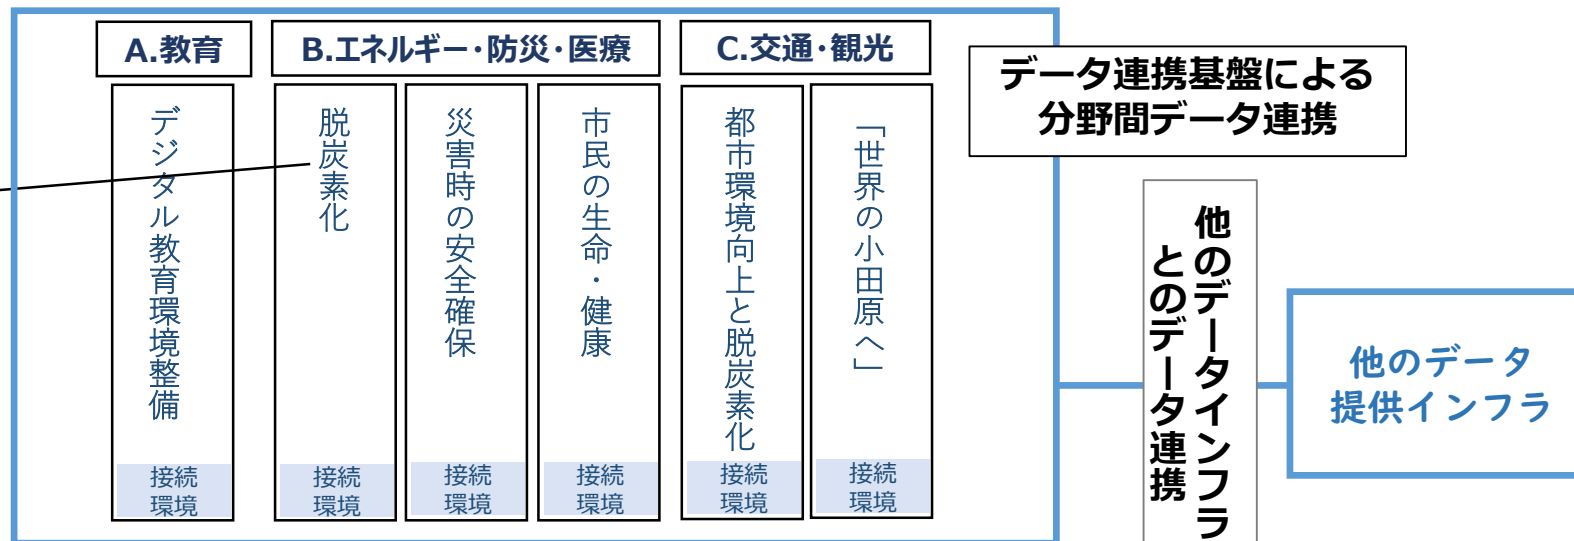 A.教育
B.エネルギー・防災・医療
C.交通・観光
デジタル教育環境整備
接続
環境
脱炭素化
接続
環境
災害時の安全確保
接続
環境
市民の生命・健康
接続
環境
都市環境向上と脱炭素化
接続
環境
「世界の小田原へ」
接続
環境
データ連携基盤による
分野間データ連携
他のデータインフラ
とのデータ連携
他のデータ
提供インフラ